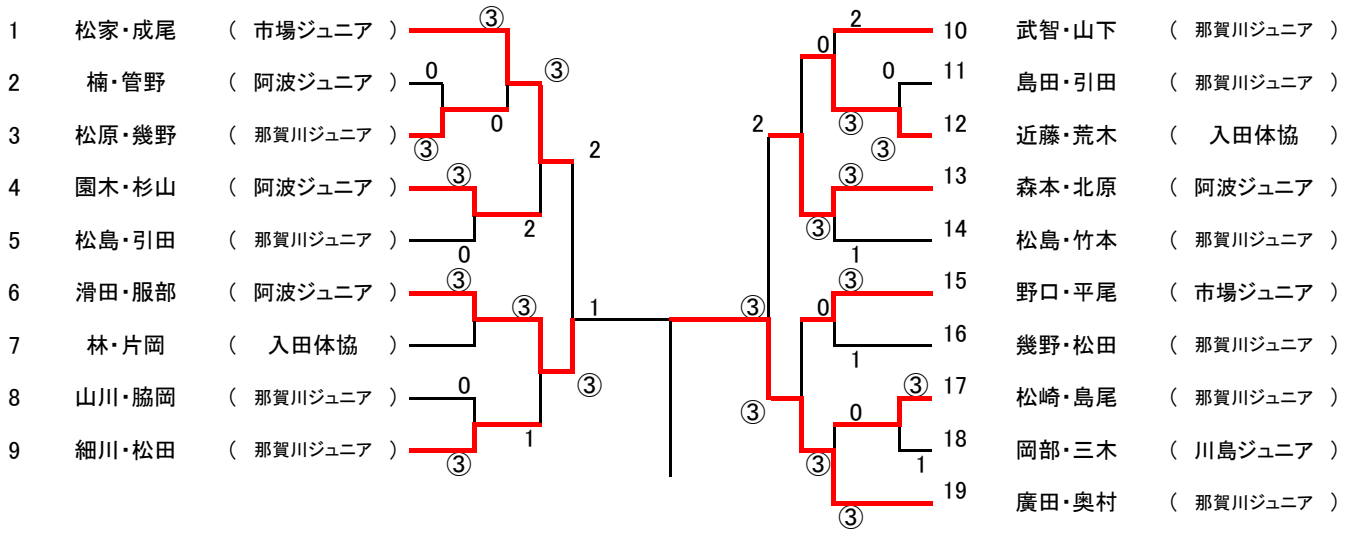 1 松家・成尾 ( 市場ジュニア ) ③
2 楠・管野 ( 阿波ジュニア ) 0 ③
3 松原・幾野 ( 那賀川ジュニア ) ③ 0
2
4 園木・杉山 ( 阿波ジュニア ) ③
5 松島・引田 ( 那賀川ジュニア ) 0 2
6 滑田・服部 ( 阿波ジュニア ) ③ ③ 1
7 林・片岡 ( 入田体協 )
③
8 山川・脇岡 ( 那賀川ジュニア ) 0
9 細川・松田 ( 那賀川ジュニア ) ③ 1
2 10 武智・山下 ( 那賀川ジュニア )
0
0 11 島田・引田 ( 那賀川ジュニア )
2 ③ ③ 12 近藤・荒木 ( 入田体協 )
③ 13 森本・北原 ( 阿波ジュニア )
③ 1 14 松島・竹本 ( 那賀川ジュニア )
③ 15 野口・平尾 ( 市場ジュニア )
③ 0
1 16 幾野・松田 ( 那賀川ジュニア )
③ ③ 17 松崎・島尾 ( 那賀川ジュニア )
0
③ 1 18 岡部・三木 ( 川島ジュニア )
③ 19 廣田・奥村 ( 那賀川ジュニア )